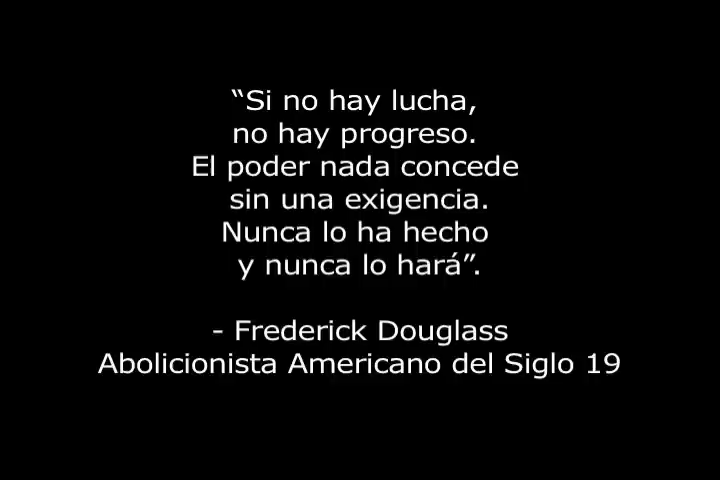 “Si no hay lucha,
no hay progreso.
El poder nada concede
sin una exigencia.
Nunca lo ha hecho
y nunca lo hará”.
- Frederick Douglass
Abolicionista Americano del Siglo 19